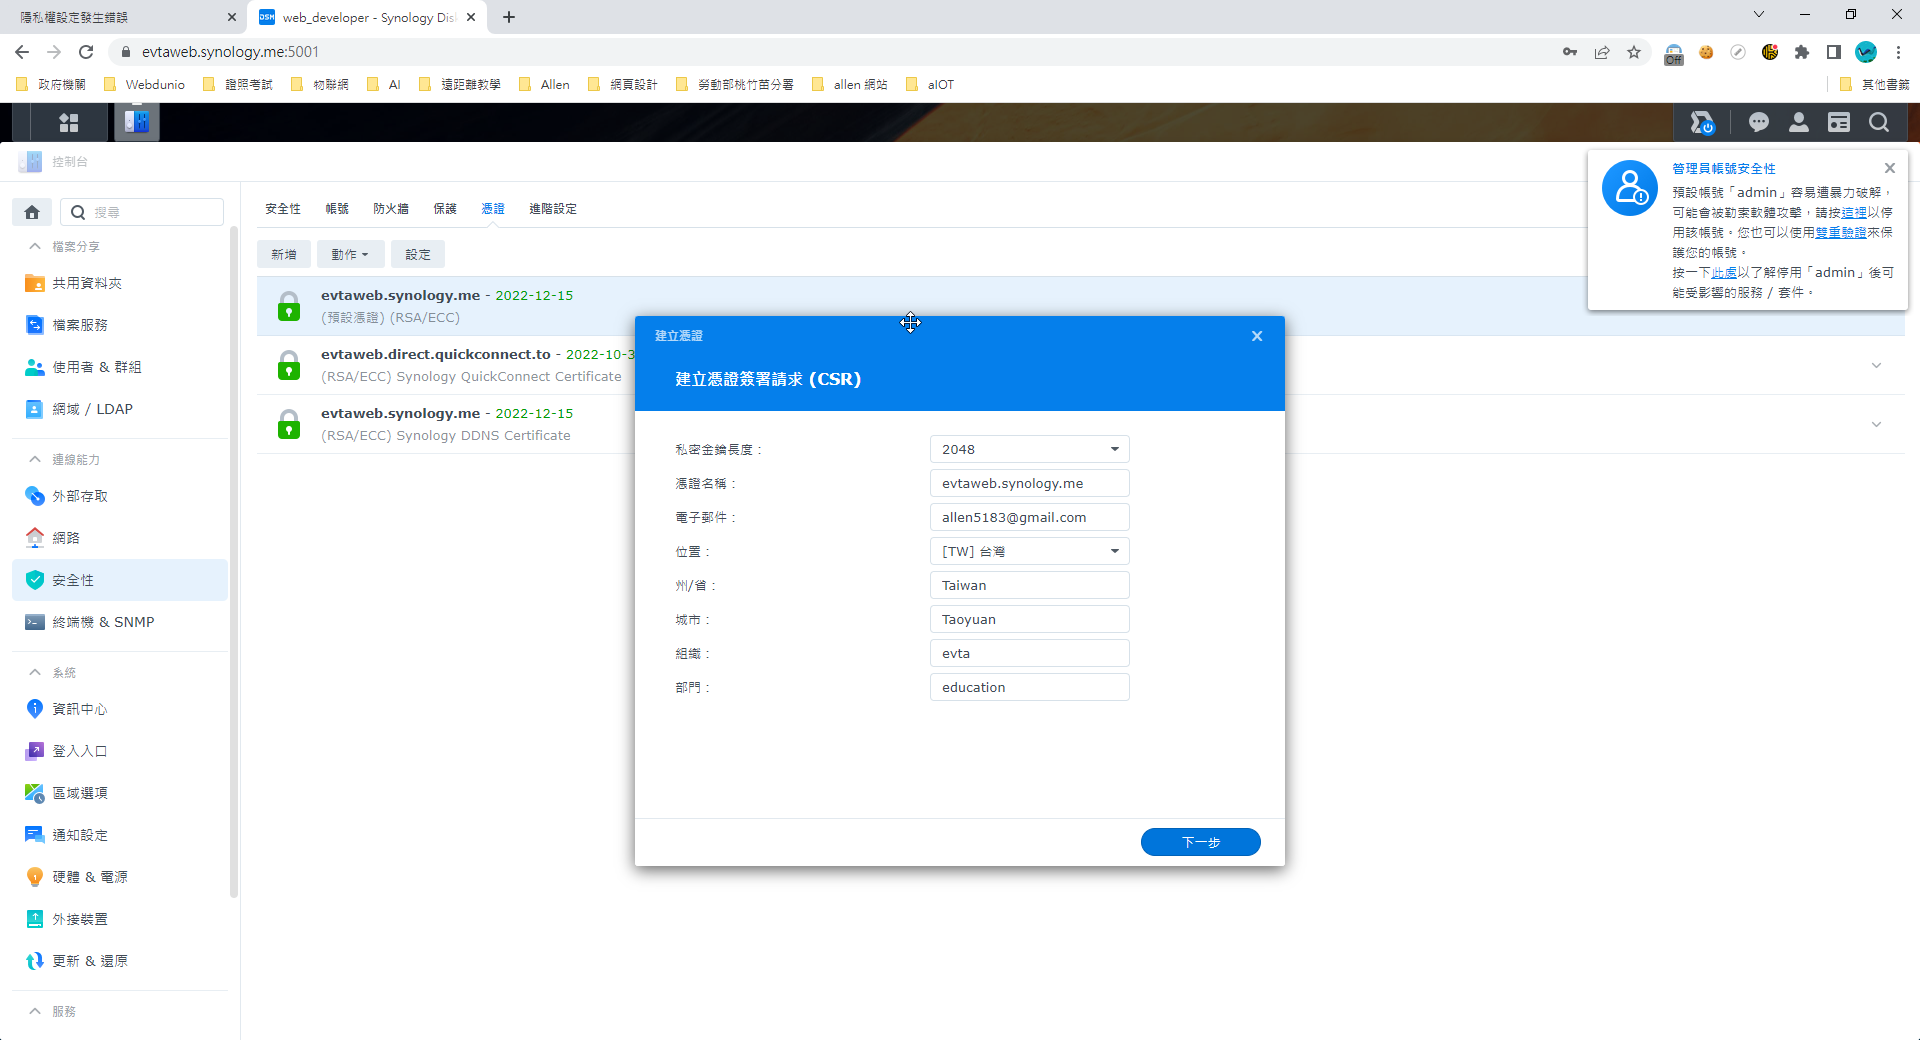 隱私權設定發生錯誤
web_developer - Synology Dis
evtaweb.synology.me:5001
Off
政府機關
Webdunio
證照考試
物聯網
AI
遠距離教學
Allen
網頁設計
勞動部桃竹苗分署
allen 網站
aIOT
其他書籤
控制台
搜尋
檔案分享
共用資料夾
檔案服務
使用者 & 群組
網域 / LDAP
連線能力
外部存取
網路
安全性
終端機 & SNMP
系統
資訊中心
登入入口
區域選項
通知設定
硬體 & 電源
外接裝置
更新 & 還原
服務
安全性 帳號 防火牆 保護 憑證 進階設定
新增 動作 設定
evtaweb.synology.me - 2022-12-15
(預設憑證) (RSA/ECC)
evtaweb.direct.quickconnect.to - 2022-10-3
(RSA/ECC) Synology QuickConnect Certificate
evtaweb.synology.me - 2022-12-15
(RSA/ECC) Synology DDNS Certificate
管理員帳號安全性
預設帳號「admin」容易遭暴力破解，
可能會被勒索軟體攻擊，請按這裡以停
用該帳號。您也可以使用雙重驗證來保
護您的帳號。
按一下此處以了解停用「admin」後可
能受影響的服務 / 套件。
建立憑證
建立憑證簽署請求 (CSR)
私密金鑰長度： 2048
憑證名稱： evtaweb.synology.me
電子郵件： allen5183@gmail.com
位置： [TW] 台灣
州/省： Taiwan
城市： Taoyuan
組織： evta
部門： education
下一步